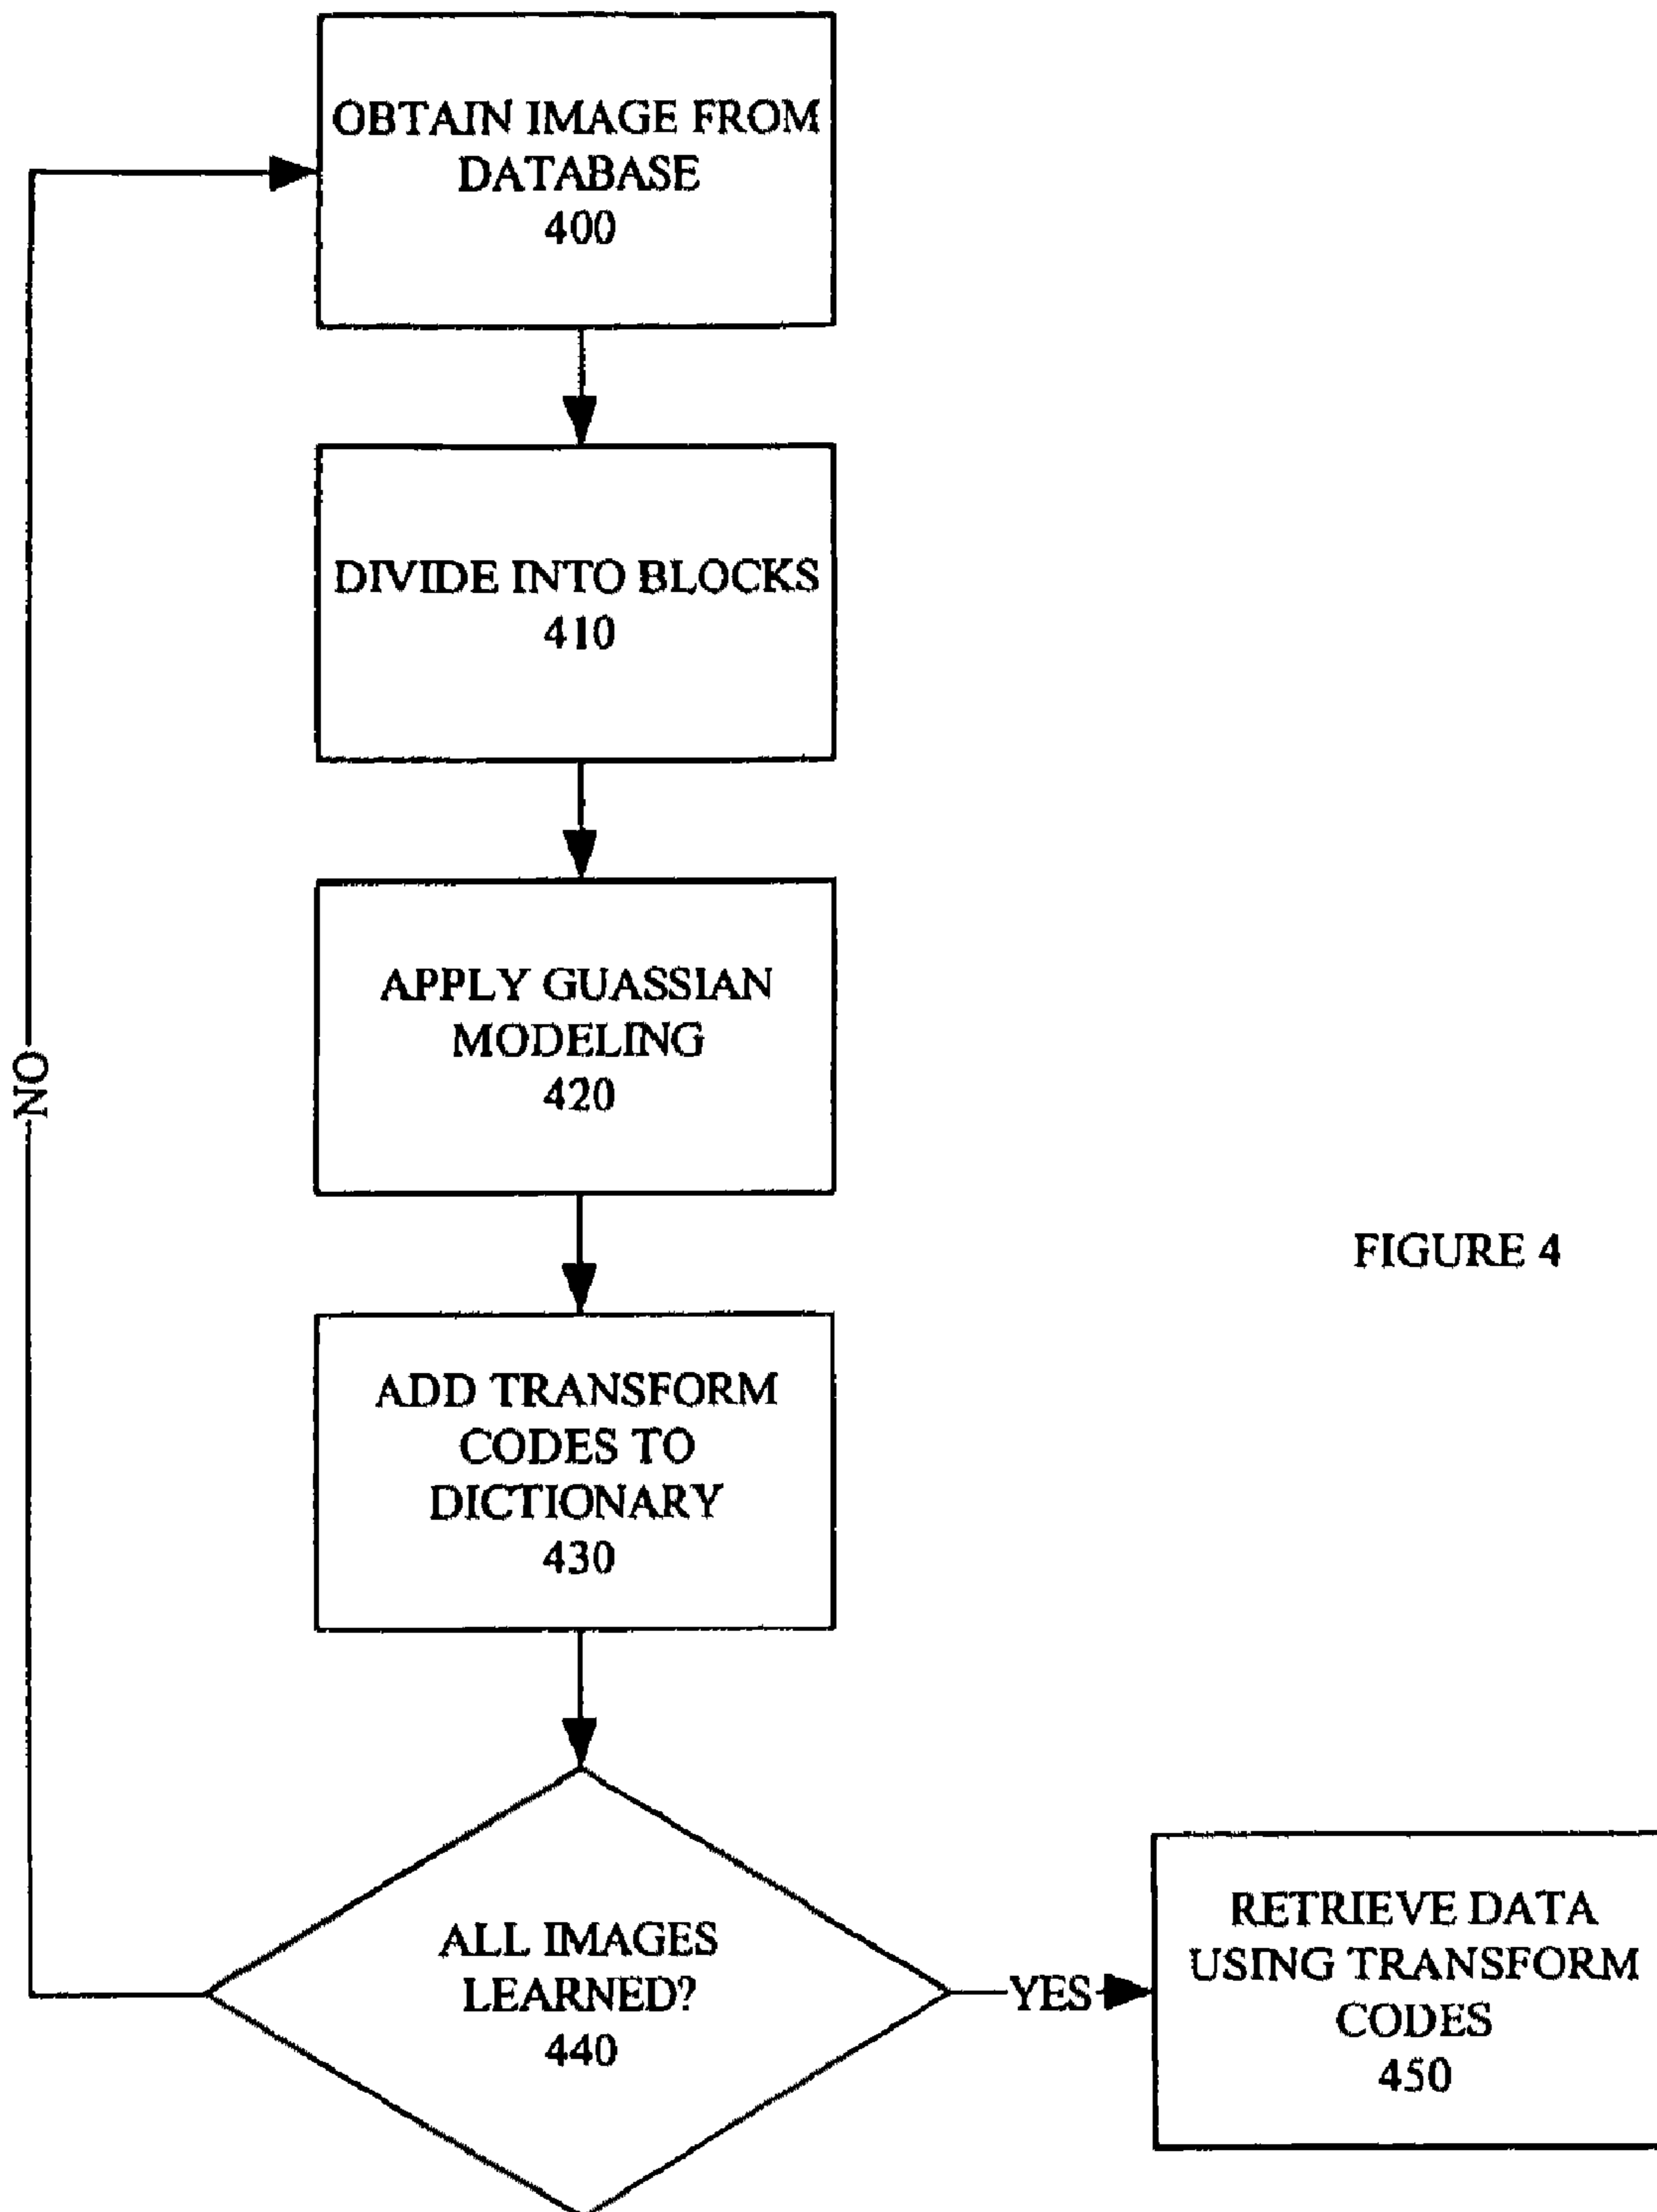 OBTAIN IMAGE FROM
DATABASE
400
DIVIDE INTO BLOCKS
410
APPLY GUASSIAN
MODELING
420
NO
FIGURE 4
ADD TRANSFORM
CODES TO
DICTIONARY
430
ALL IMAGES
LEARNED?
440
YES
RETRIEVE DATA
USING TRANSFORM
CODES
450